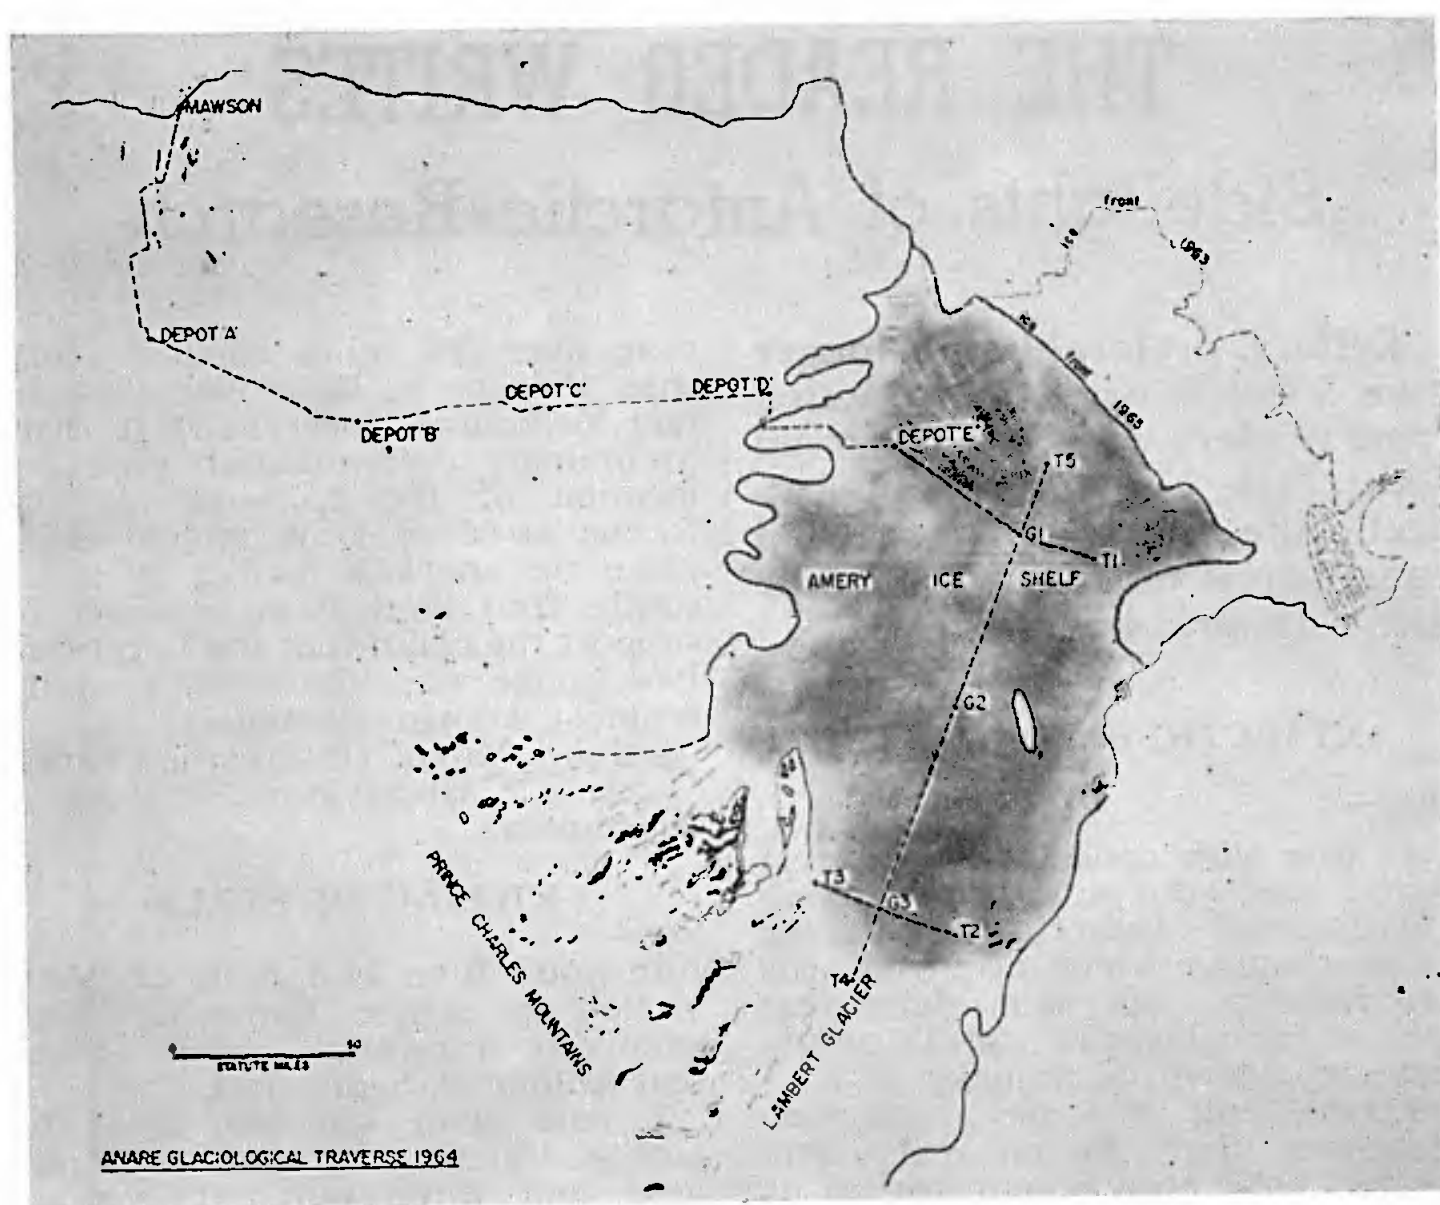 MAWSON
ice front 1963
DEPOT 'A'
ice front 1965
DEPOT 'C'
DEPOT 'D'
DEPOT 'B'
DEPOT 'E'
T5
G1
T1
AMERY ICE SHELF
G2
T3
G3
T2
T4
PRINCE CHARLES MOUNTAINS
LAMBERT GLACIER
STATUTE MILES
ANARE GLACIOLOGICAL TRAVERSE 1964